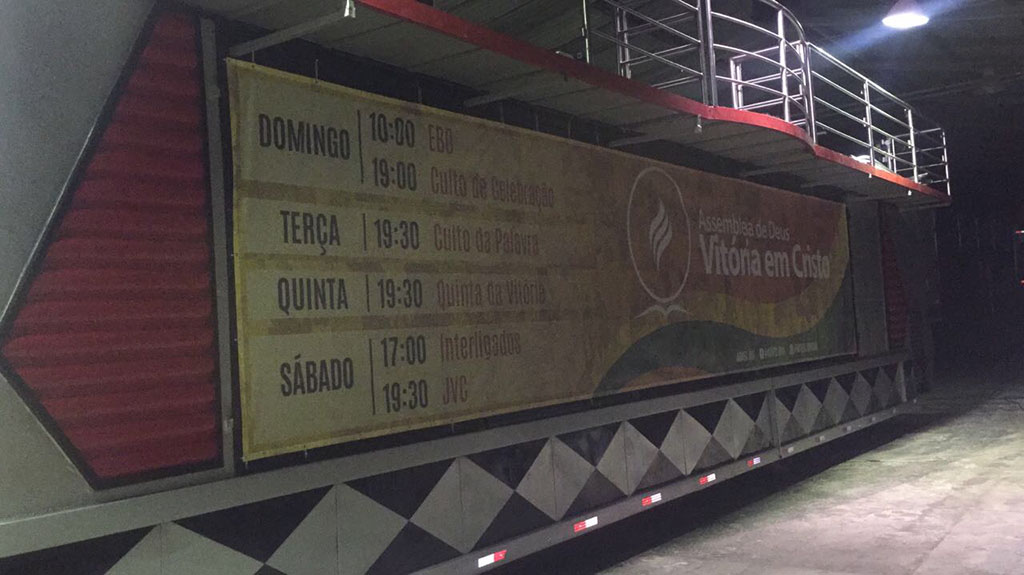 DOMINGO
10:00 EBD
19:00 Culto de Celebração
TERÇA
19:30 Culto da Palavra
QUINTA
19:30 Quinta da Vitória
SÁBADO
17:00 Interligados
19:30 JVC
Assembleia de Deus
Vitória em Cristo